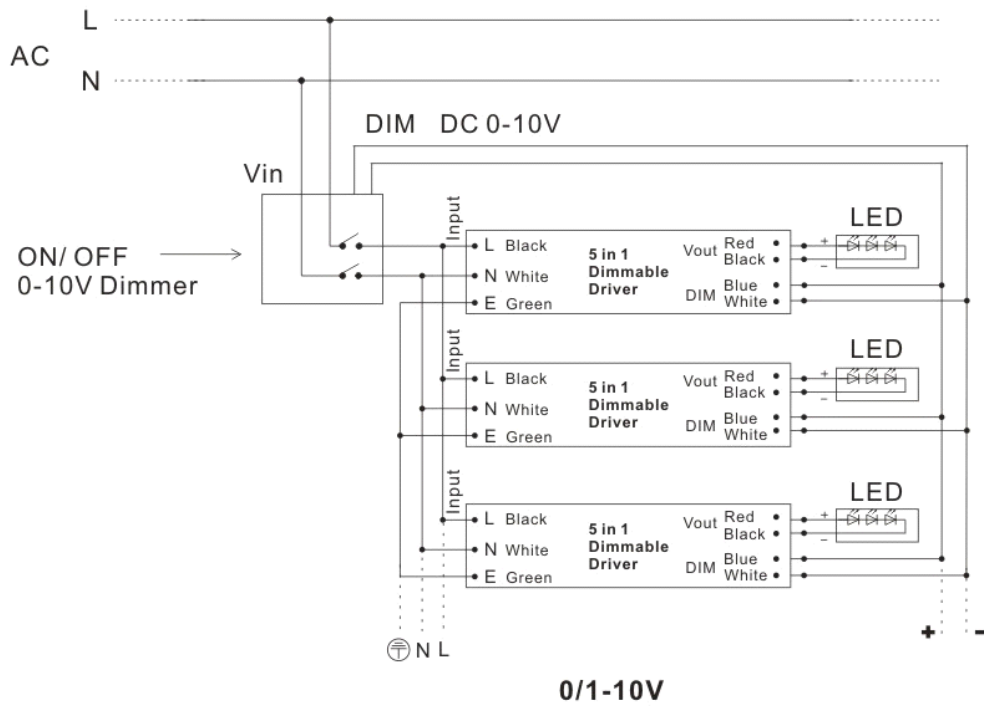 L
AC
N
DIM DC 0-10V
Vin
ON/ OFF
0-10V Dimmer
Input
L Black
N White
E Green
5 in 1
Dimmable
Driver
Vout Red
Black
DIM Blue
White
LED
+
–
Input
L Black
N White
E Green
5 in 1
Dimmable
Driver
Vout Red
Black
DIM Blue
White
LED
+
–
Input
L Black
N White
E Green
5 in 1
Dimmable
Driver
Vout Red
Black
DIM Blue
White
LED
+
–
N L
+ -
0/1-10V